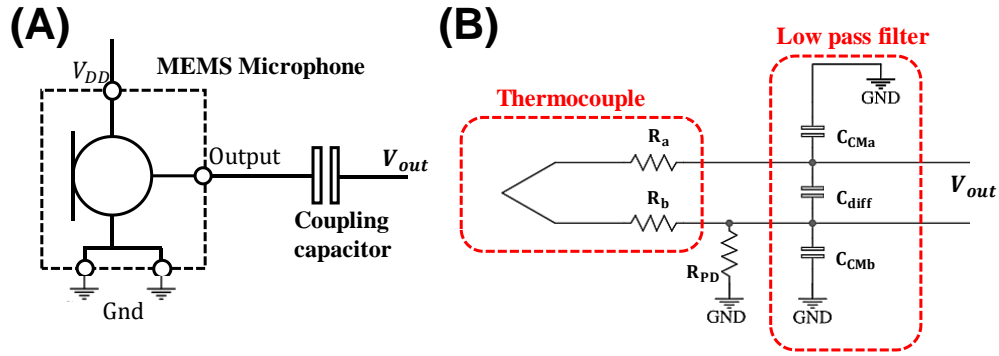 (A)
V_DD
MEMS Microphone
Output
V_out
Coupling
capacitor
Gnd
(B)
Low pass filter
GND
Thermocouple
R_a
C_CMa
V_out
R_b
C_diff
R_PD
C_CMb
GND
GND